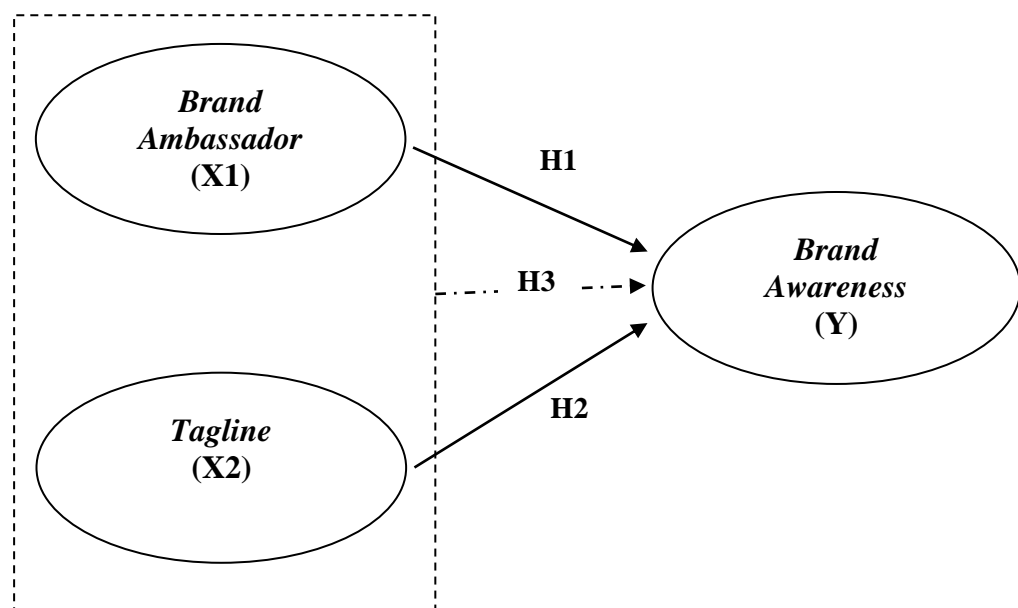 Brand
Ambassador
(X1)
H1
Brand
Awareness
(Y)
H3
H2
Tagline
(X2)